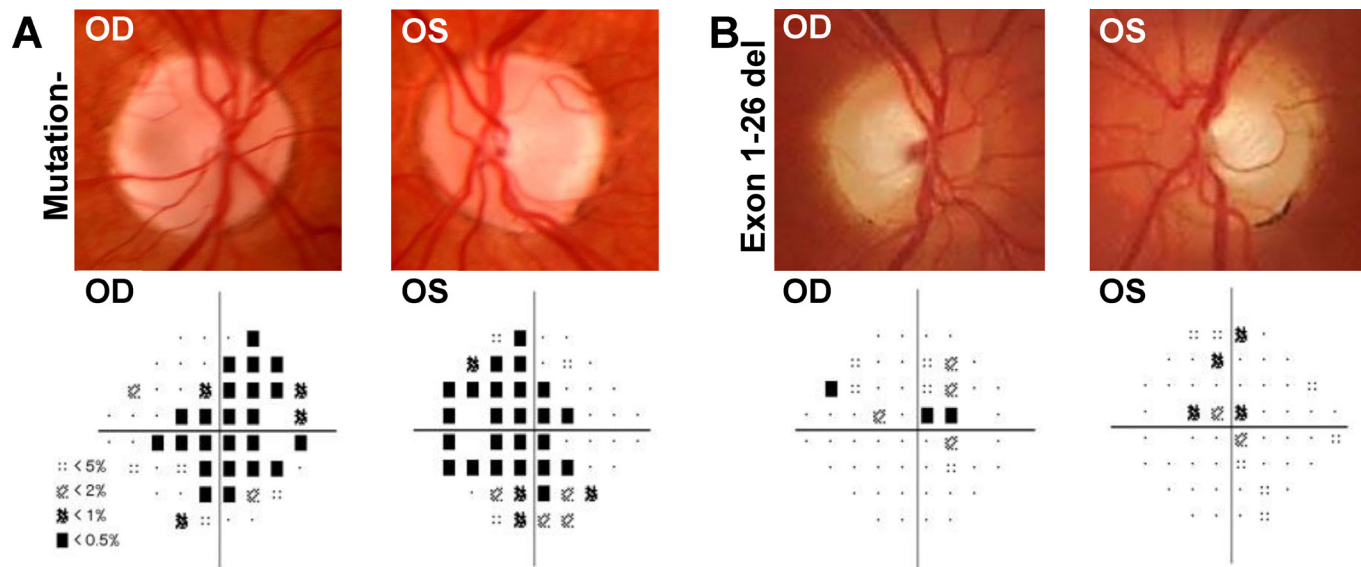 A
OD
OS
Mutation-
OD
OS
< 5%
< 2%
< 1%
< 0.5%
B
OD
OS
Exon 1-26 del
OD
OS